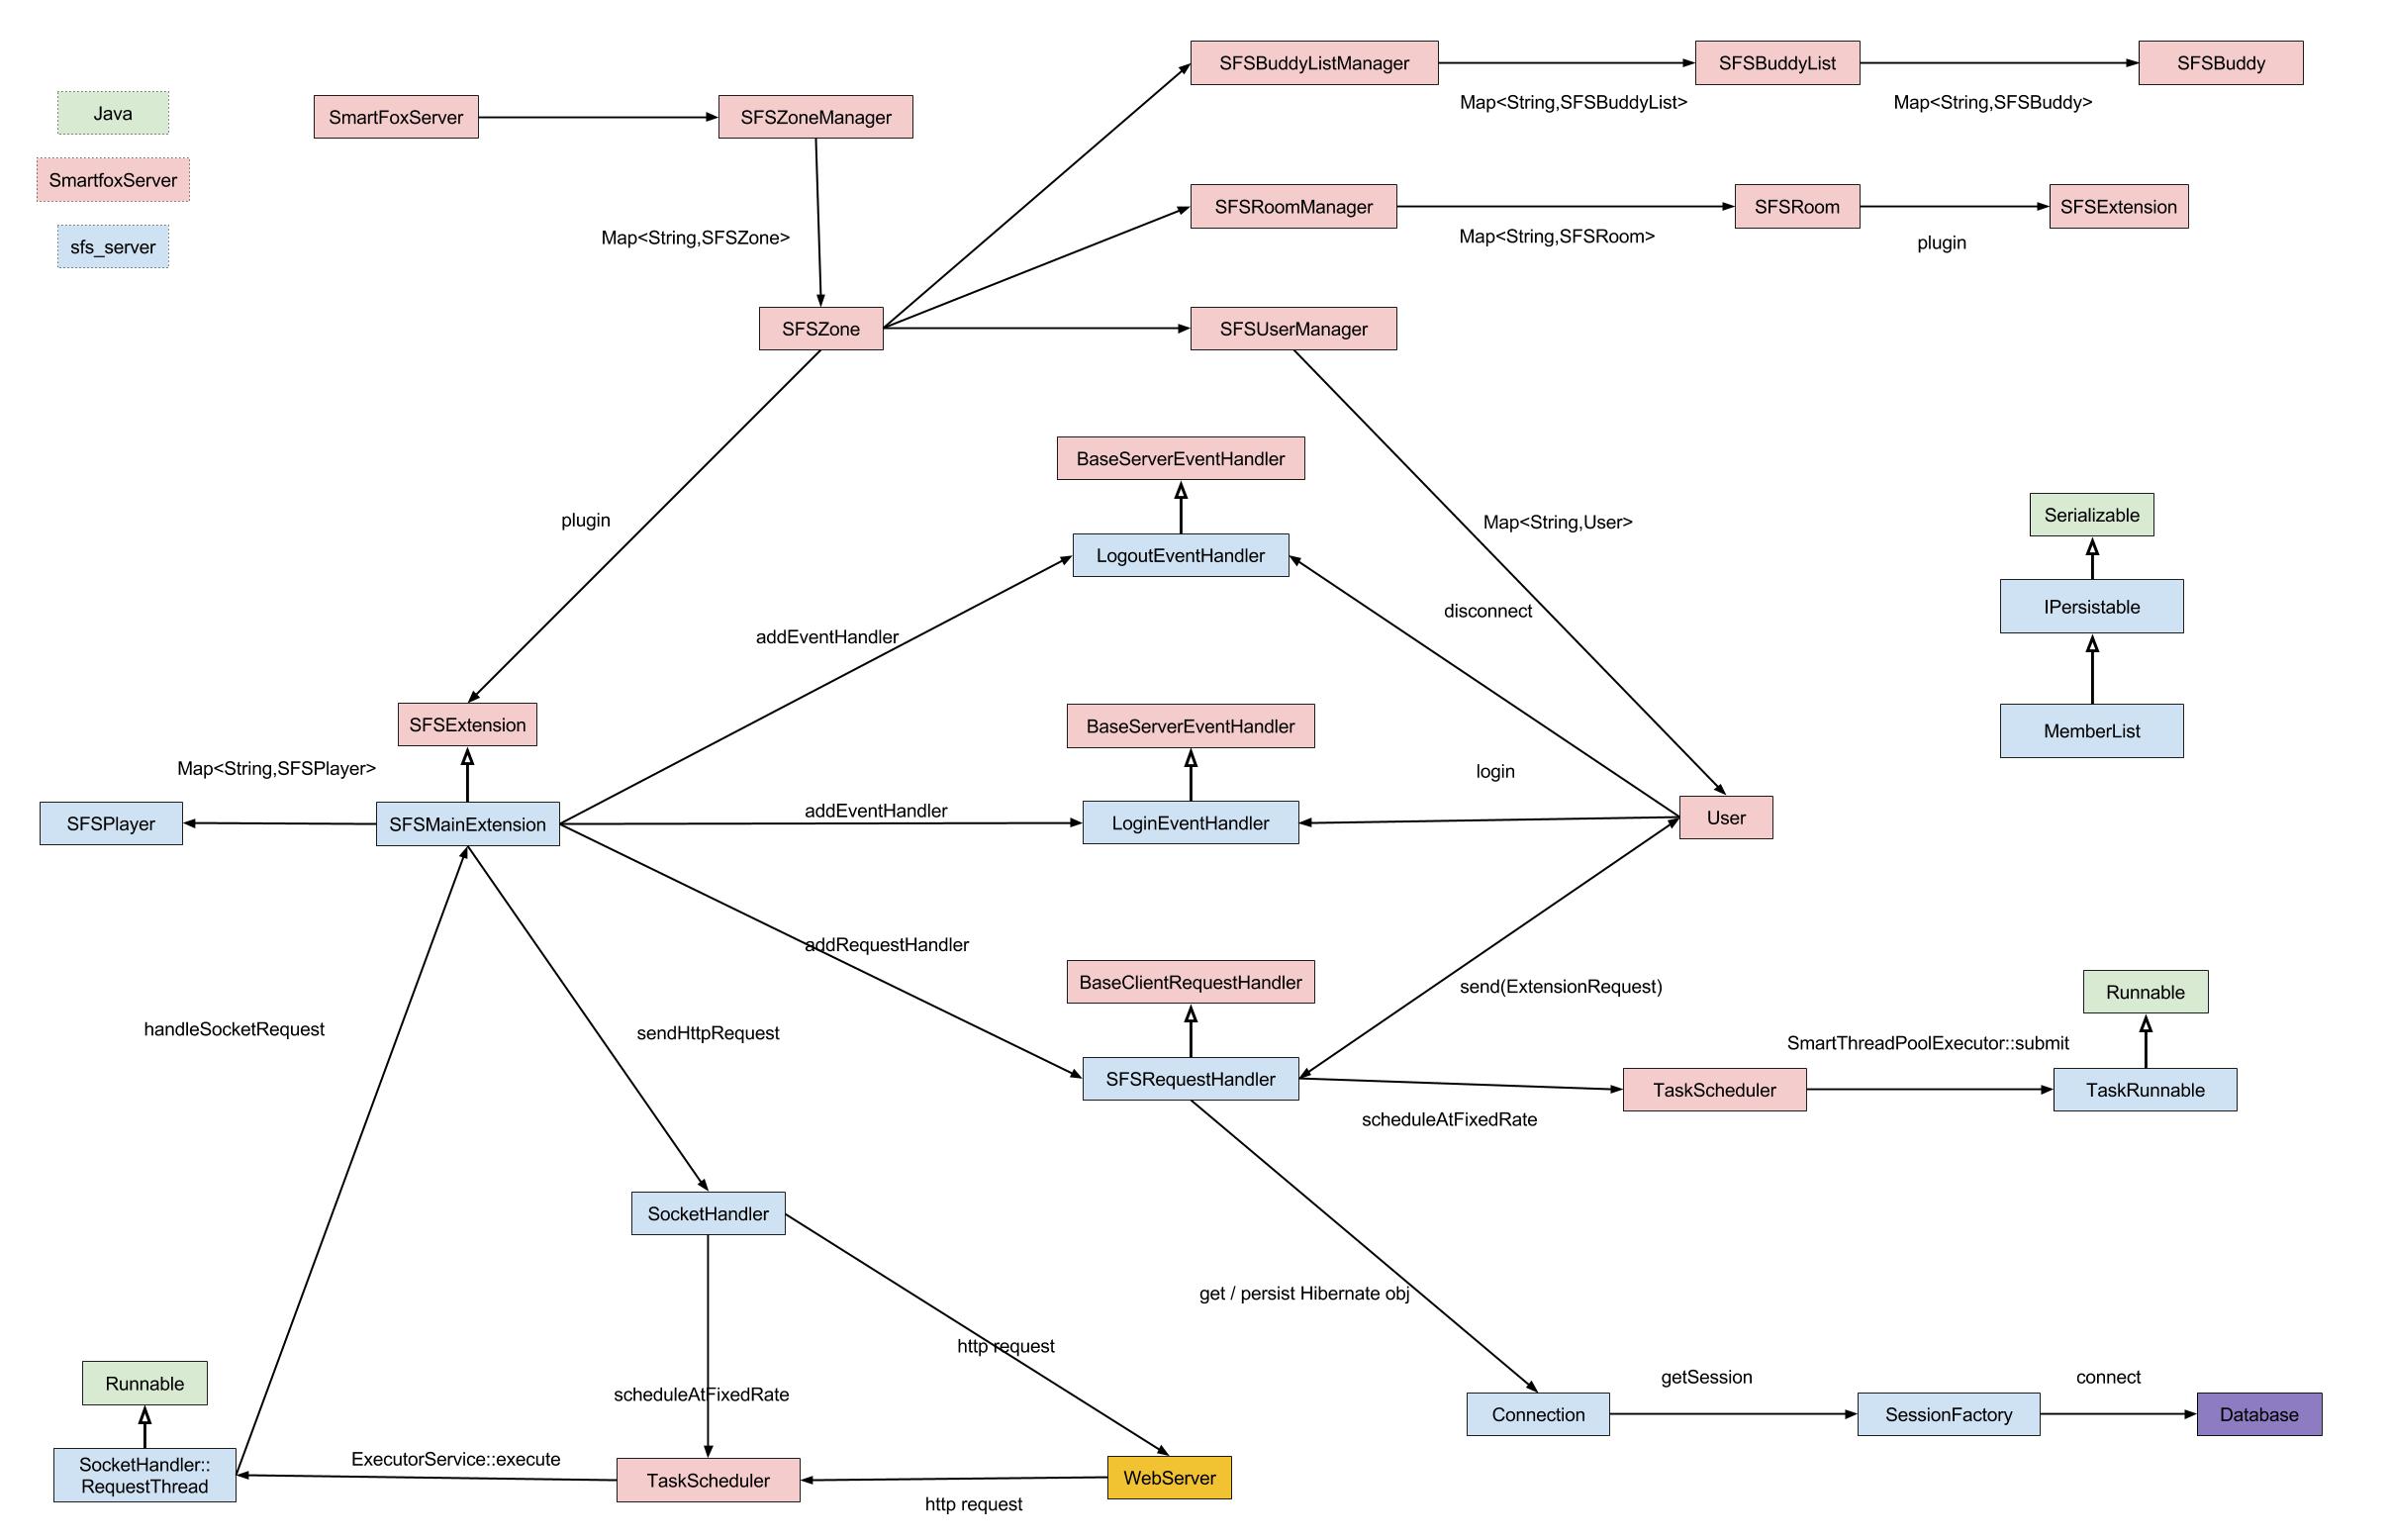 SFSBuddyListManager
SFSBuddyList
SFSBuddy
Map<String,SFSBuddyList>
Map<String,SFSBuddy>
Java
SmartFoxServer
SFSZoneManager
SmartfoxServer
SFSRoomManager
SFSRoom
SFSExtension
Map<String,SFSZone>
Map<String,SFSRoom>
plugin
sfs_server
SFSZone
SFSUserManager
BaseServerEventHandler
plugin
Map<String,User>
Serializable
LogoutEventHandler
addEventHandler
disconnect
IPersistable
SFSExtension
BaseServerEventHandler
MemberList
Map<String,SFSPlayer>
login
SFSPlayer
SFSMainExtension
addEventHandler
LoginEventHandler
User
addRequestHandler
BaseClientRequestHandler
send(ExtensionRequest)
Runnable
handleSocketRequest
sendHttpRequest
SmartThreadPoolExecutor::submit
SFSRequestHandler
TaskScheduler
TaskRunnable
scheduleAtFixedRate
SocketHandler
get / persist Hibernate obj
http request
Runnable
scheduleAtFixedRate
getSession
connect
Connection
SessionFactory
Database
SocketHandler::
RequestThread
ExecutorService::execute
TaskScheduler
WebServer
http request